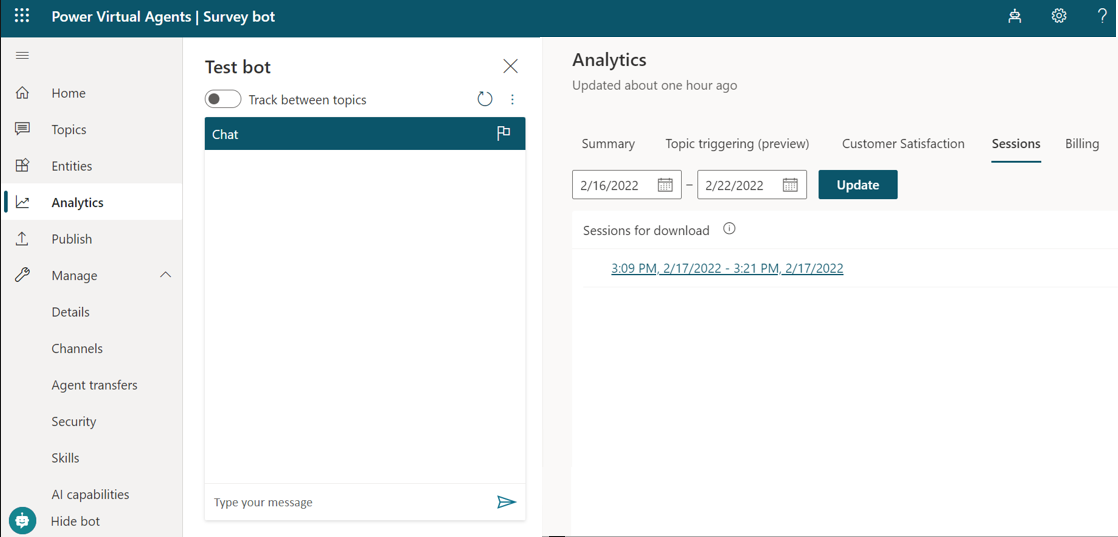 Power Virtual Agents | Survey bot
?
Home
Topics
Entities
Analytics
Publish
Manage
Details
Channels
Agent transfers
Security
Skills
AI capabilities
Hide bot
Test bot
Track between topics
Chat
Type your message
Analytics
Updated about one hour ago
Summary Topic triggering (preview) Customer Satisfaction Sessions Billing
2/16/2022 – 2/22/2022 Update
Sessions for download
3:09 PM, 2/17/2022 - 3:21 PM, 2/17/2022